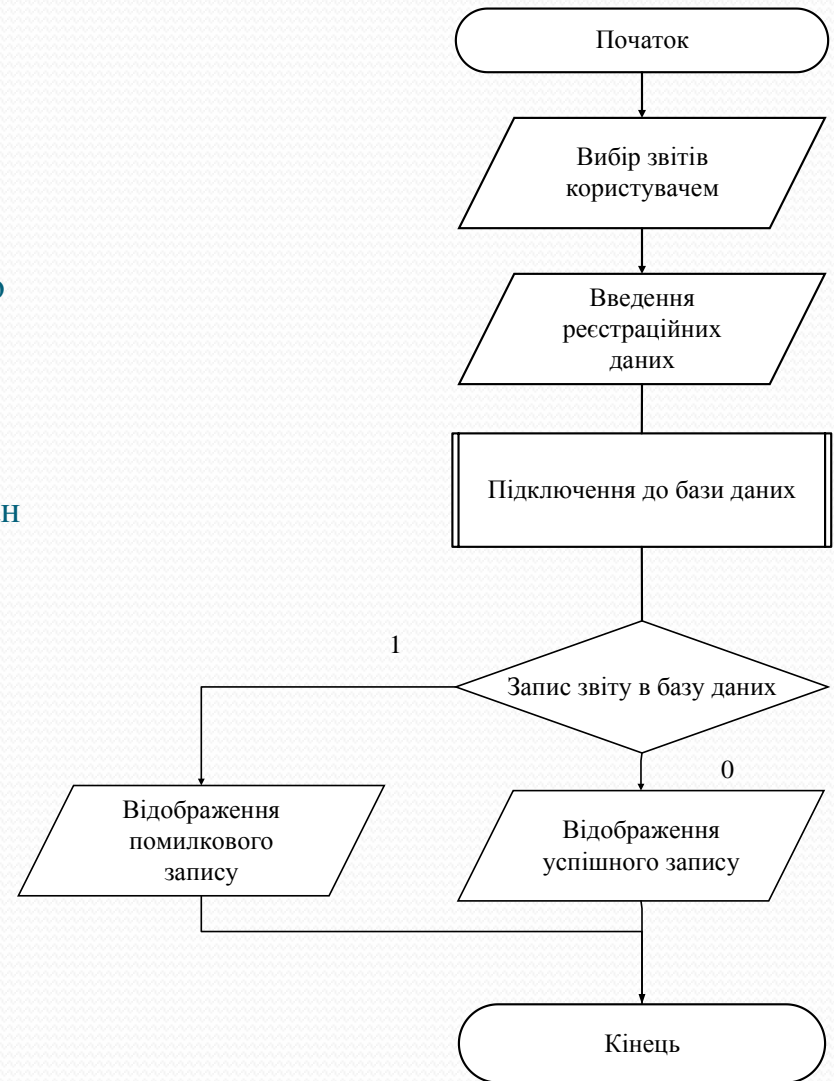 Початок
Вибір звітів
користувачем
Введення
реєстраційних
даних
Підключення до бази даних
1
Запис звіту в базу даних
0
Відображення
помилкового
запису
Відображення
успішного запису
Кінець